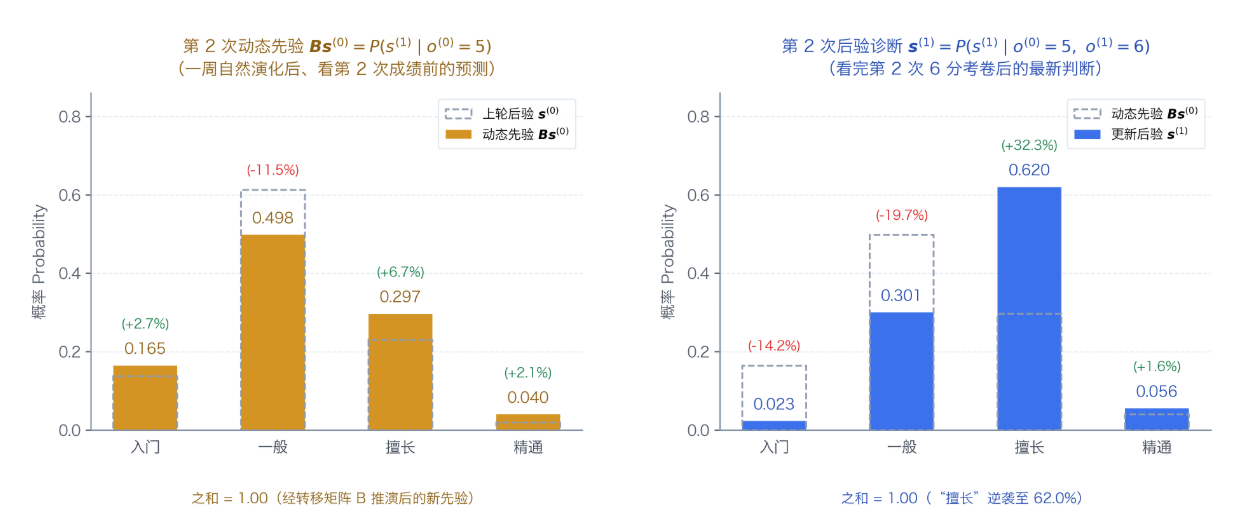 第 2 次动态先验 Bs⁽⁰⁾ = P(s⁽¹⁾ | o⁽⁰⁾ = 5)
（一周自然演化后、看第 2 次成绩前的预测）
概率 Probability
0.8
0.6
0.4
0.2
0.0
上轮后验 s⁽⁰⁾
动态先验 Bs⁽⁰⁾
(+2.7%)
0.165
(-11.5%)
0.498
(+6.7%)
0.297
(+2.1%)
0.040
入门
一般
擅长
精通
之和 = 1.00（经转移矩阵 B 推演后的新先验）
第 2 次后验诊断 s⁽¹⁾ = P(s⁽¹⁾ | o⁽⁰⁾ = 5, o⁽¹⁾ = 6)
（看完第 2 次 6 分考卷后的最新判断）
概率 Probability
0.8
0.6
0.4
0.2
0.0
动态先验 Bs⁽⁰⁾
更新后验 s⁽¹⁾
(-14.2%)
0.023
(-19.7%)
0.301
(+32.3%)
0.620
(+1.6%)
0.056
入门
一般
擅长
精通
之和 = 1.00（ “擅长” 逆袭至 62.0%）